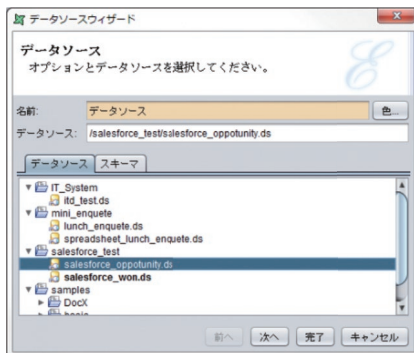 データソースウィザード
データソース
オプションとデータソースを選択してください。
名前:
データソース
色...
データソース:
/salesforce_test/salesforce_oppotunity.ds
データソース
スキーマ
IT_System
itd_test.ds
mini_enquete
lunch_enquete.ds
spreadsheet_lunch_enquete.ds
salesforce_test
salesforce_oppotunity.ds
salesforce_won.ds
samples
DocX
前へ
次へ
完了
キャンセル